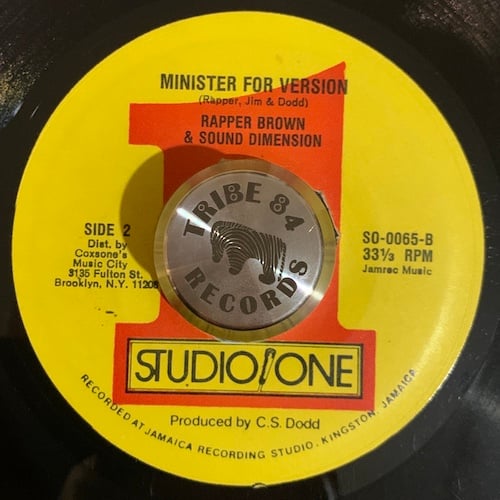 MINISTER FOR VERSION
(Rapper, Jim & Dodd)
RAPPER BROWN
& SOUND DIMENSION
TRIBE 84
RECORDS
SIDE 2
Dist. by
Coxsone's
Music City
3135 Fulton St.
Brooklyn, N.Y. 11208
SO-0065-B
33⅓ RPM
Jamrec Music
STUDIO ONE
Produced by C.S. Dodd
RECORDED AT JAMAICA RECORDING STUDIO, KINGSTON, JAMAICA.